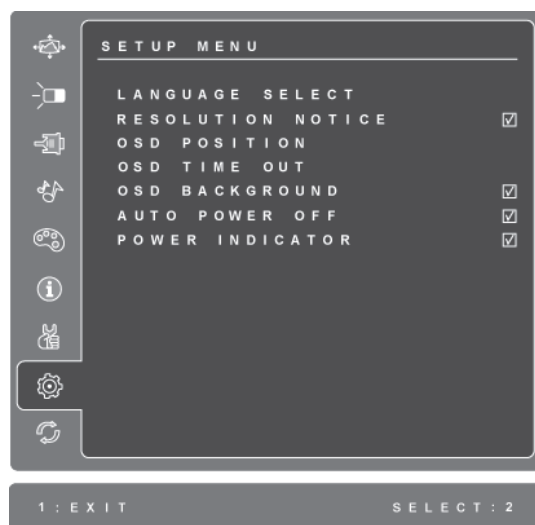 SETUP MENU
LANGUAGE SELECT
RESOLUTION NOTICE ☑
OSD POSITION
OSD TIME OUT
OSD BACKGROUND ☑
AUTO POWER OFF ☑
POWER INDICATOR ☑
1:EXIT SELECT:2